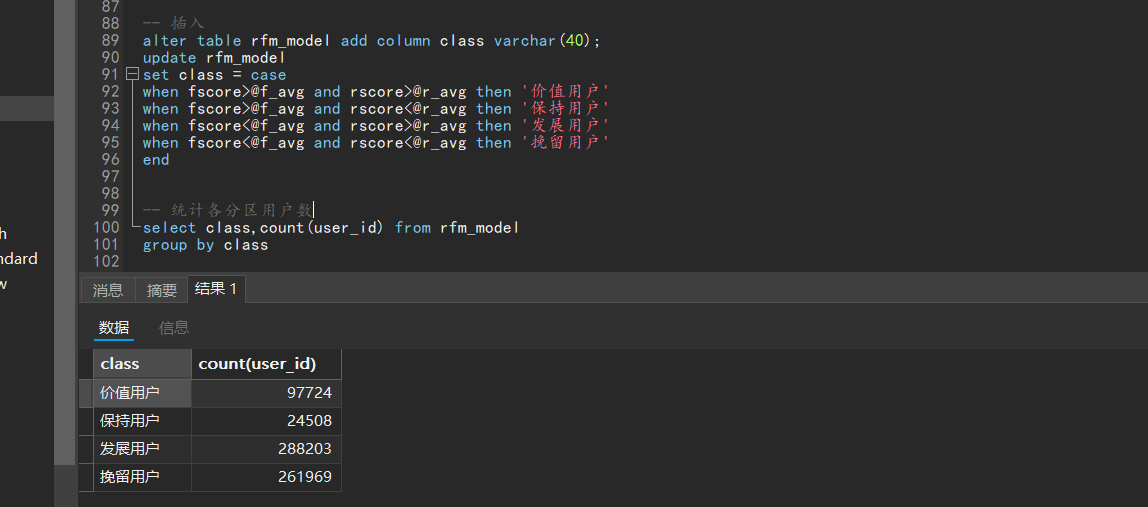 87
88 -- 插入
89 alter table rfm_model add column class varchar(40);
90 update rfm_model
91 set class = case
92 when fscore>@f_avg and rscore>@r_avg then '价值用户'
93 when fscore>@f_avg and rscore<@r_avg then '保持用户'
94 when fscore<@f_avg and rscore>@r_avg then '发展用户'
95 when fscore<@f_avg and rscore<@r_avg then '挽留用户'
96 end
97
98
99 -- 统计各分区用户数
100 select class,count(user_id) from rfm_model
101 group by class
102
h
ndard
w
消息 摘要 结果 1
数据 信息
class count(user_id)
价值用户 97724
保持用户 24508
发展用户 288203
挽留用户 261969